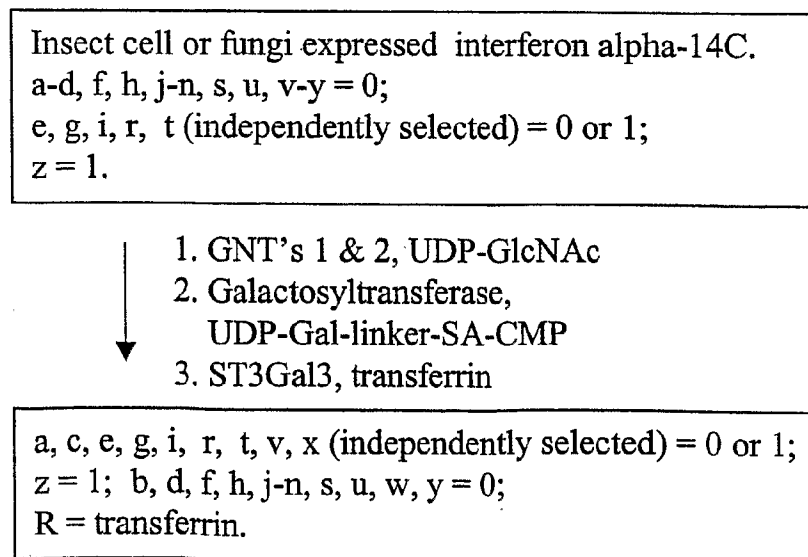 Insect cell or fungi expressed interferon alpha-14C.
a-d, f, h, j-n, s, u, v-y = 0;
e, g, i, r, t (independently selected) = 0 or 1;
z = 1.
1. GNT's 1 & 2, UDP-GlcNAc
2. Galactosyltransferase,
UDP-Gal-linker-SA-CMP
3. ST3Gal3, transferrin
a, c, e, g, i, r, t, v, x (independently selected) = 0 or 1;
z = 1; b, d, f, h, j-n, s, u, w, y = 0;
R = transferrin.